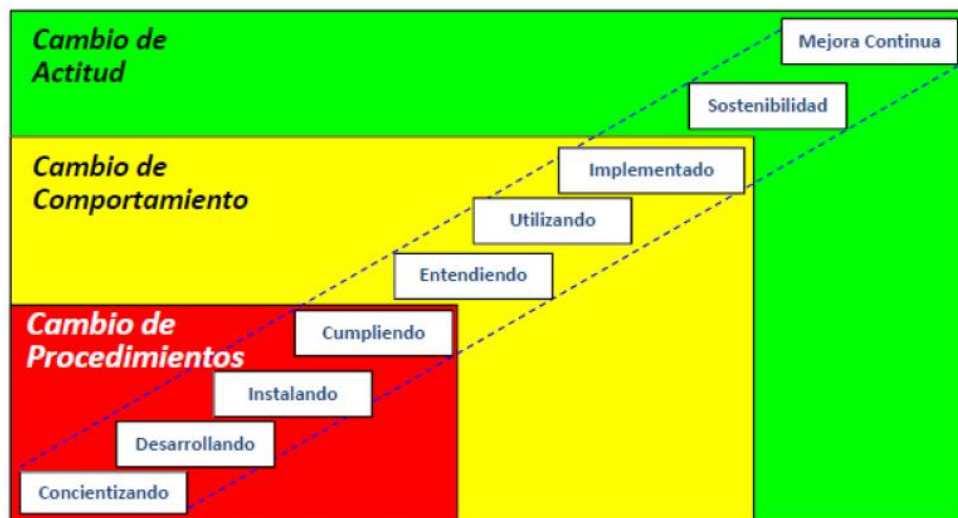 Cambio de
Actitud
Mejora Continua
Sostenibilidad
Cambio de
Comportamiento
Implementado
Utilizando
Entendiendo
Cambio de
Procedimientos
Cumpliendo
Instalando
Desarrollando
Concientizando